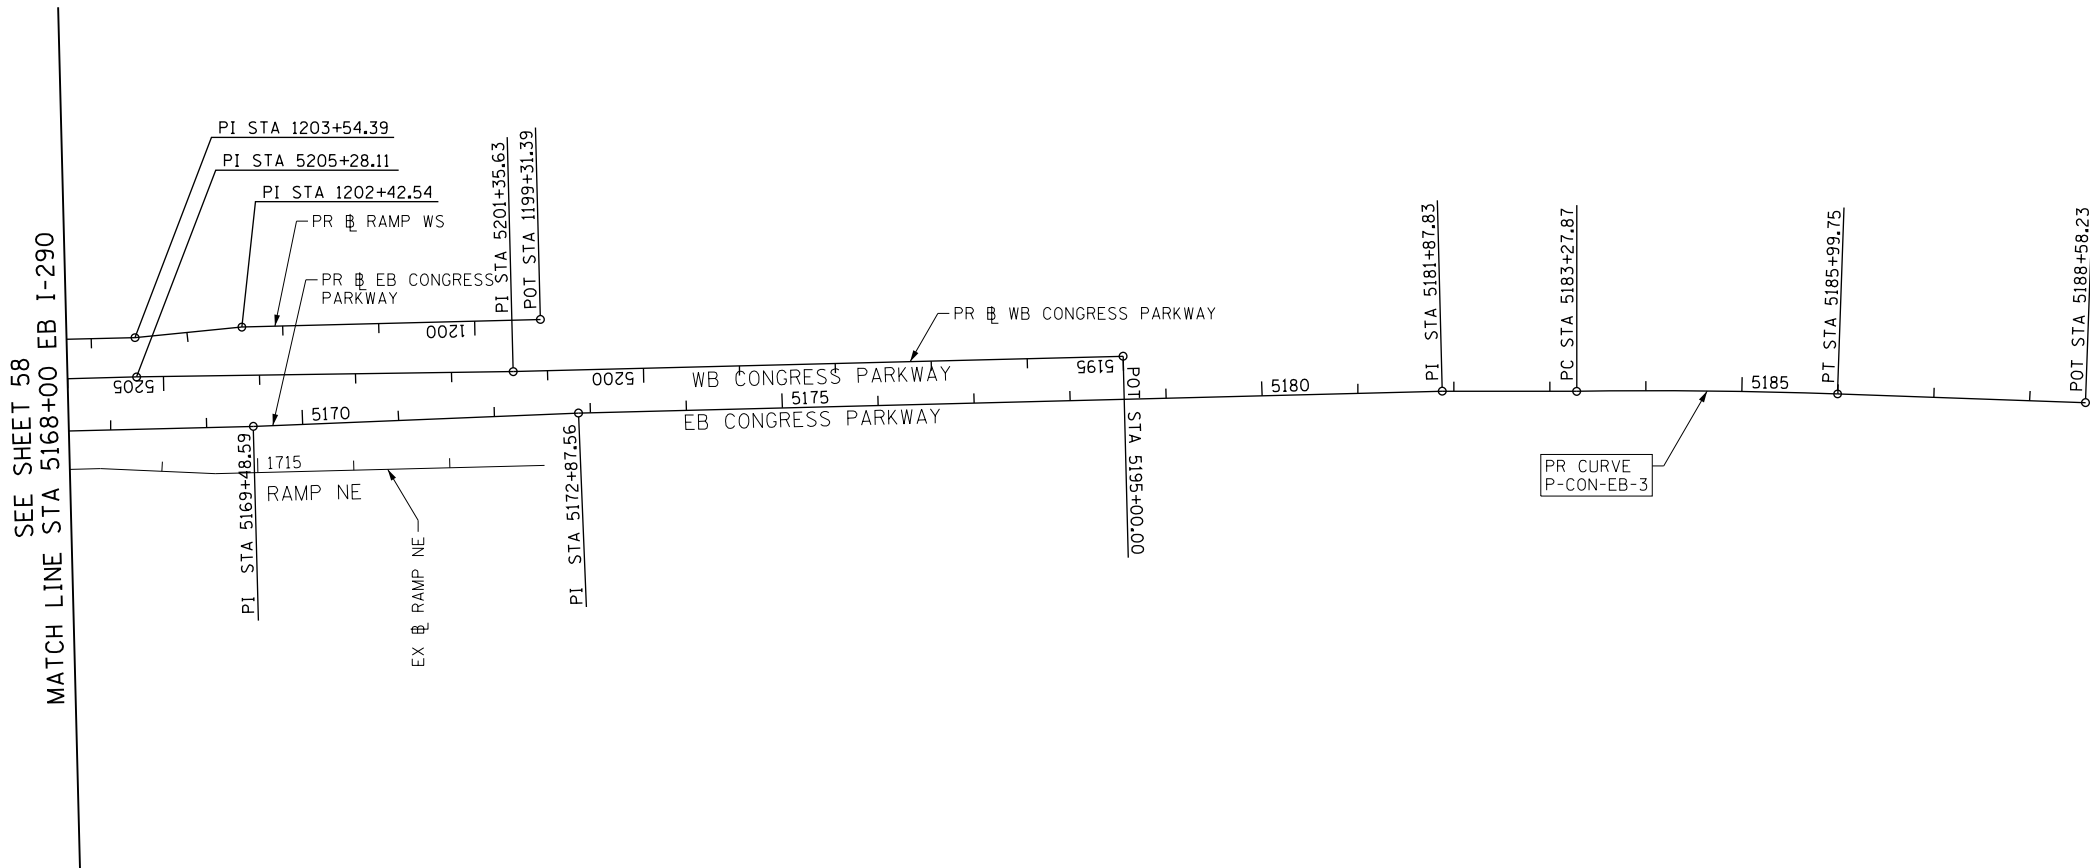 SEE SHEET 58
MATCH LINE STA 5168+00 EB I-290
PI STA 1203+54.39
PI STA 5205+28.11
PI STA 1202+42.54
PR ⅊ RAMP WS
PR ⅊ EB CONGRESS
PARKWAY
PI STA 5201+35.63
POT STA 1199+31.39
1200
5205
5200
5195
WB CONGRESS PARKWAY
PR ⅊ WB CONGRESS PARKWAY
5170
5175
EB CONGRESS PARKWAY
5180
5185
PI STA 5169+48.59
1715
RAMP NE
EX ⅊ RAMP NE
PI STA 5172+87.56
POT STA 5195+00.00
PI STA 5181+87.83
PC STA 5183+27.87
PT STA 5185+99.75
POT STA 5188+58.23
PR CURVE
P-CON-EB-3